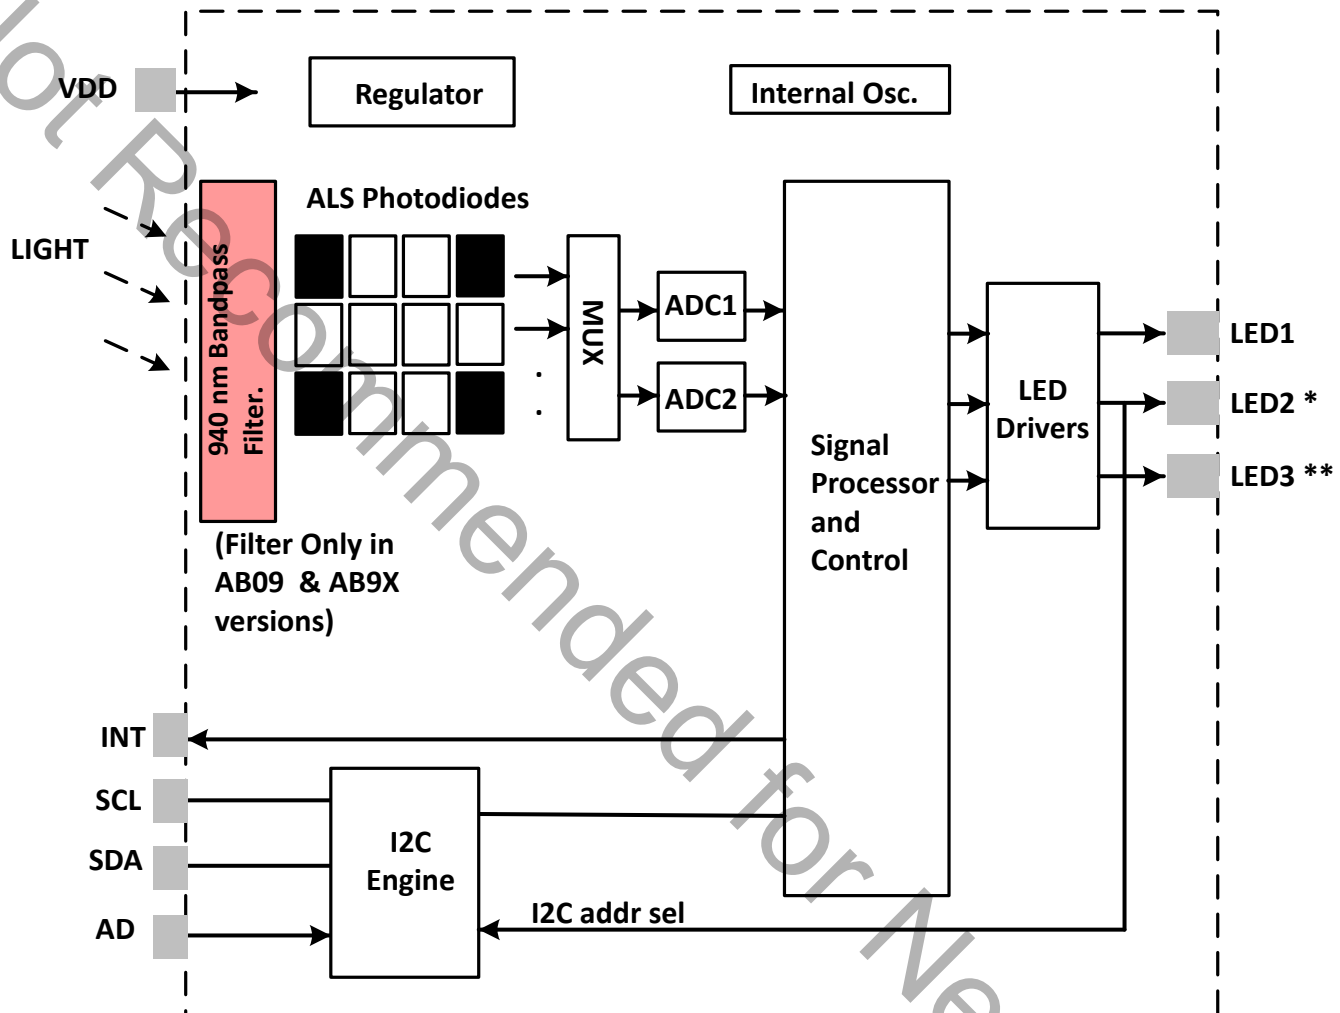 VDD
Regulator
Internal Osc.
ALS Photodiodes
LIGHT
940 nm Bandpass
Filter.
MUX
ADC1
ADC2
LED
Drivers
LED1
LED2 *
LED3 **
Signal
Processor
and
Control
(Filter Only in
AB09 & AB9X
versions)
INT
SCL
SDA
AD
I2C
Engine
I2C addr sel
Not Recommended for Ne